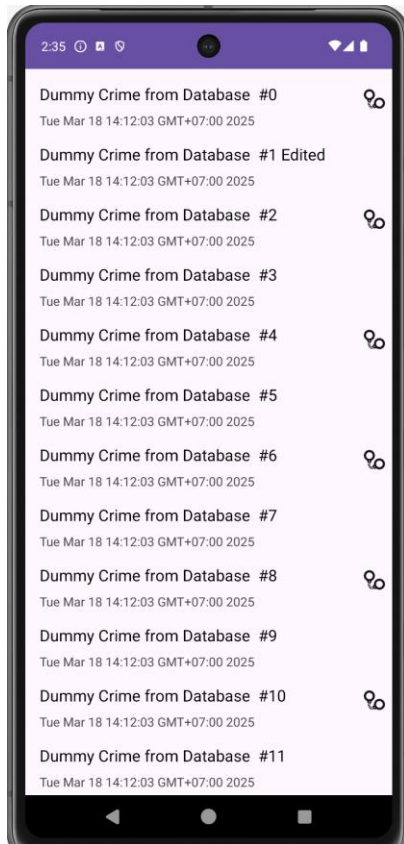 2:35
Dummy Crime from Database #0
Tue Mar 18 14:12:03 GMT+07:00 2025
Dummy Crime from Database #1 Edited
Tue Mar 18 14:12:03 GMT+07:00 2025
Dummy Crime from Database #2
Tue Mar 18 14:12:03 GMT+07:00 2025
Dummy Crime from Database #3
Tue Mar 18 14:12:03 GMT+07:00 2025
Dummy Crime from Database #4
Tue Mar 18 14:12:03 GMT+07:00 2025
Dummy Crime from Database #5
Tue Mar 18 14:12:03 GMT+07:00 2025
Dummy Crime from Database #6
Tue Mar 18 14:12:03 GMT+07:00 2025
Dummy Crime from Database #7
Tue Mar 18 14:12:03 GMT+07:00 2025
Dummy Crime from Database #8
Tue Mar 18 14:12:03 GMT+07:00 2025
Dummy Crime from Database #9
Tue Mar 18 14:12:03 GMT+07:00 2025
Dummy Crime from Database #10
Tue Mar 18 14:12:03 GMT+07:00 2025
Dummy Crime from Database #11
Tue Mar 18 14:12:03 GMT+07:00 2025